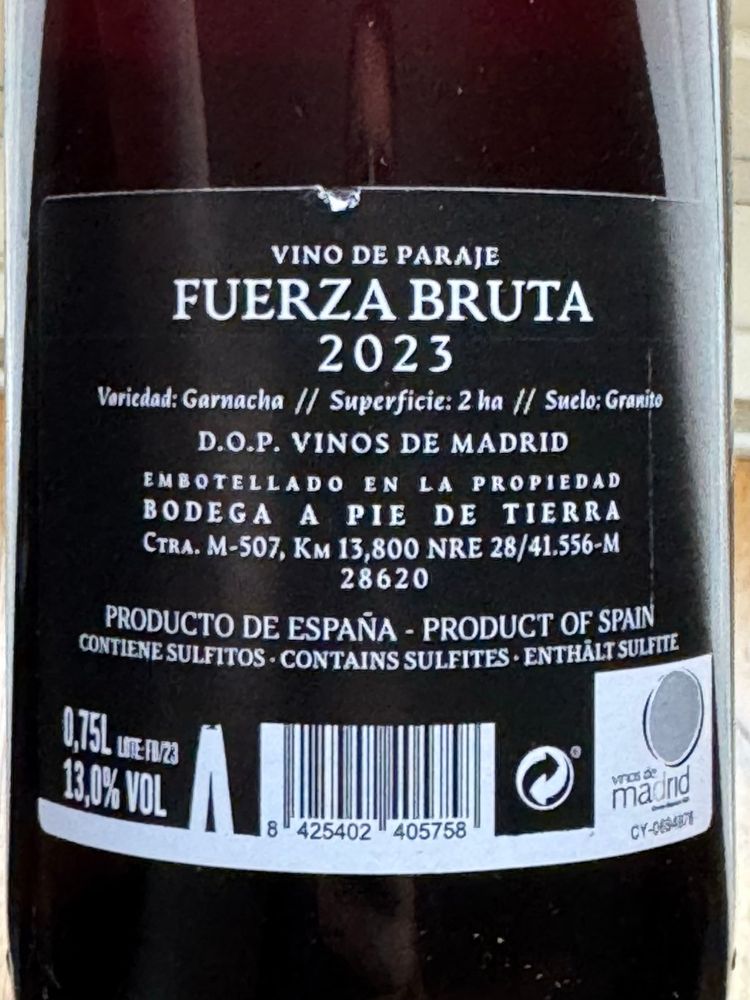 VINO DE PARAJE
FUERZA BRUTA
2023
Variedad: Garnacha // Superficie: 2 ha // Suelo: Granito
D.O.P. VINOS DE MADRID
EMBOTELLADO EN LA PROPIEDAD
BODEGA A PIE DE TIERRA
CTRA. M-507, KM 13,800 NRE 28/41.556-M
28620
PRODUCTO DE ESPAÑA - PRODUCT OF SPAIN
CONTIENE SULFITOS · CONTAINS SULFITES · ENTHÄLT SULFITE
0,75L LOTE: FB/23
13,0% VOL
8 425402 405758
vinos de
madrid